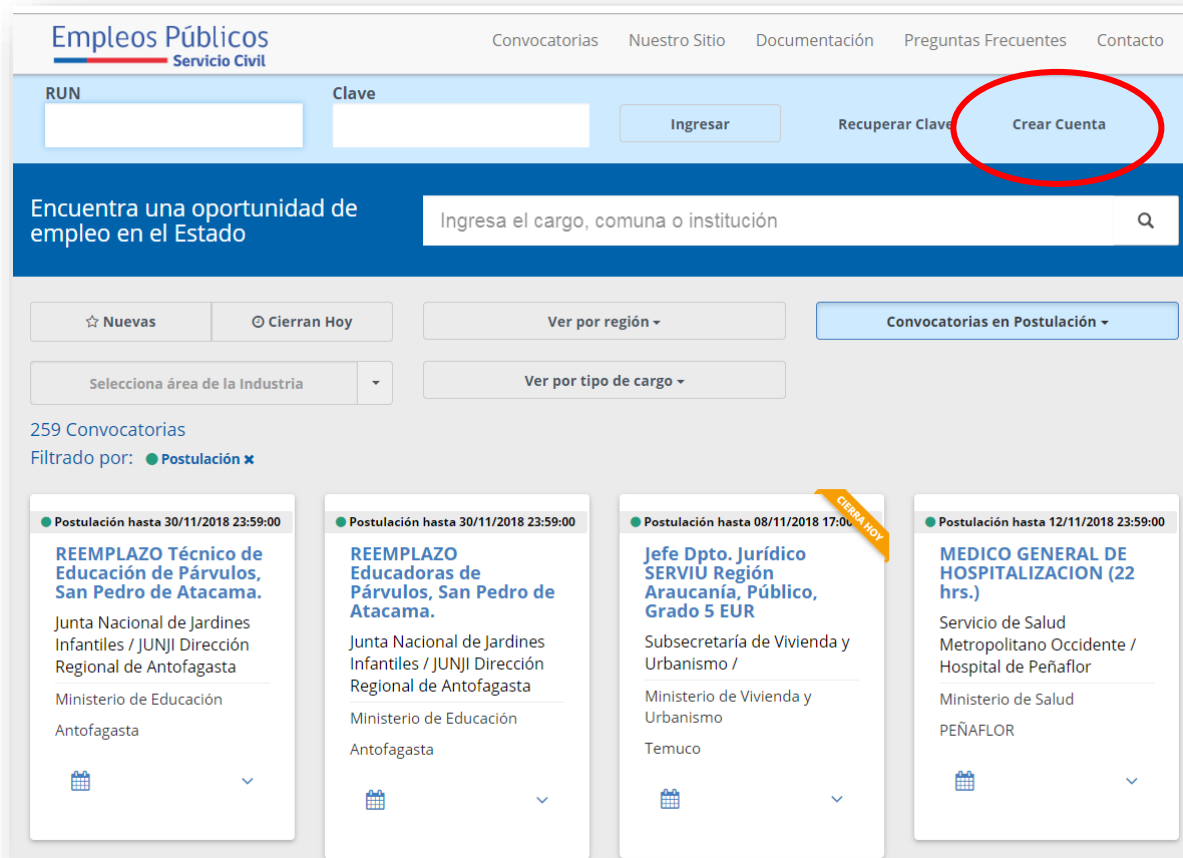 Empleos Públicos
Servicio Civil
Convocatorias Nuestro Sitio Documentación Preguntas Frecuentes Contacto
RUN Clave
Ingresar Recuperar Clave Crear Cuenta
Encuentra una oportunidad de
empleo en el Estado
Ingresa el cargo, comuna o institución
Nuevas Cierran Hoy Ver por región Convocatorias en Postulación
Selecciona área de la Industria Ver por tipo de cargo
259 Convocatorias
Filtrado por: Postulación x
Postulación hasta 30/11/2018 23:59:00
REEMPLAZO Técnico de
Educación de Párvulos,
San Pedro de Atacama.
Junta Nacional de Jardines
Infantiles / JUNJI Dirección
Regional de Antofagasta
Ministerio de Educación
Antofagasta
Postulación hasta 30/11/2018 23:59:00
REEMPLAZO
Educadoras de
Párvulos, San Pedro de
Atacama.
Junta Nacional de Jardines
Infantiles / JUNJI Dirección
Regional de Antofagasta
Ministerio de Educación
Antofagasta
CIERRA HOY
Postulación hasta 08/11/2018 17:00
Jefe Dpto. Jurídico
SERVIU Región
Araucanía, Público,
Grado 5 EUR
Subsecretaría de Vivienda y
Urbanismo /
Ministerio de Vivienda y
Urbanismo
Temuco
Postulación hasta 12/11/2018 23:59:00
MEDICO GENERAL DE
HOSPITALIZACION (22
hrs.)
Servicio de Salud
Metropolitano Occidente /
Hospital de Peñaflor
Ministerio de Salud
PEÑAFLOR